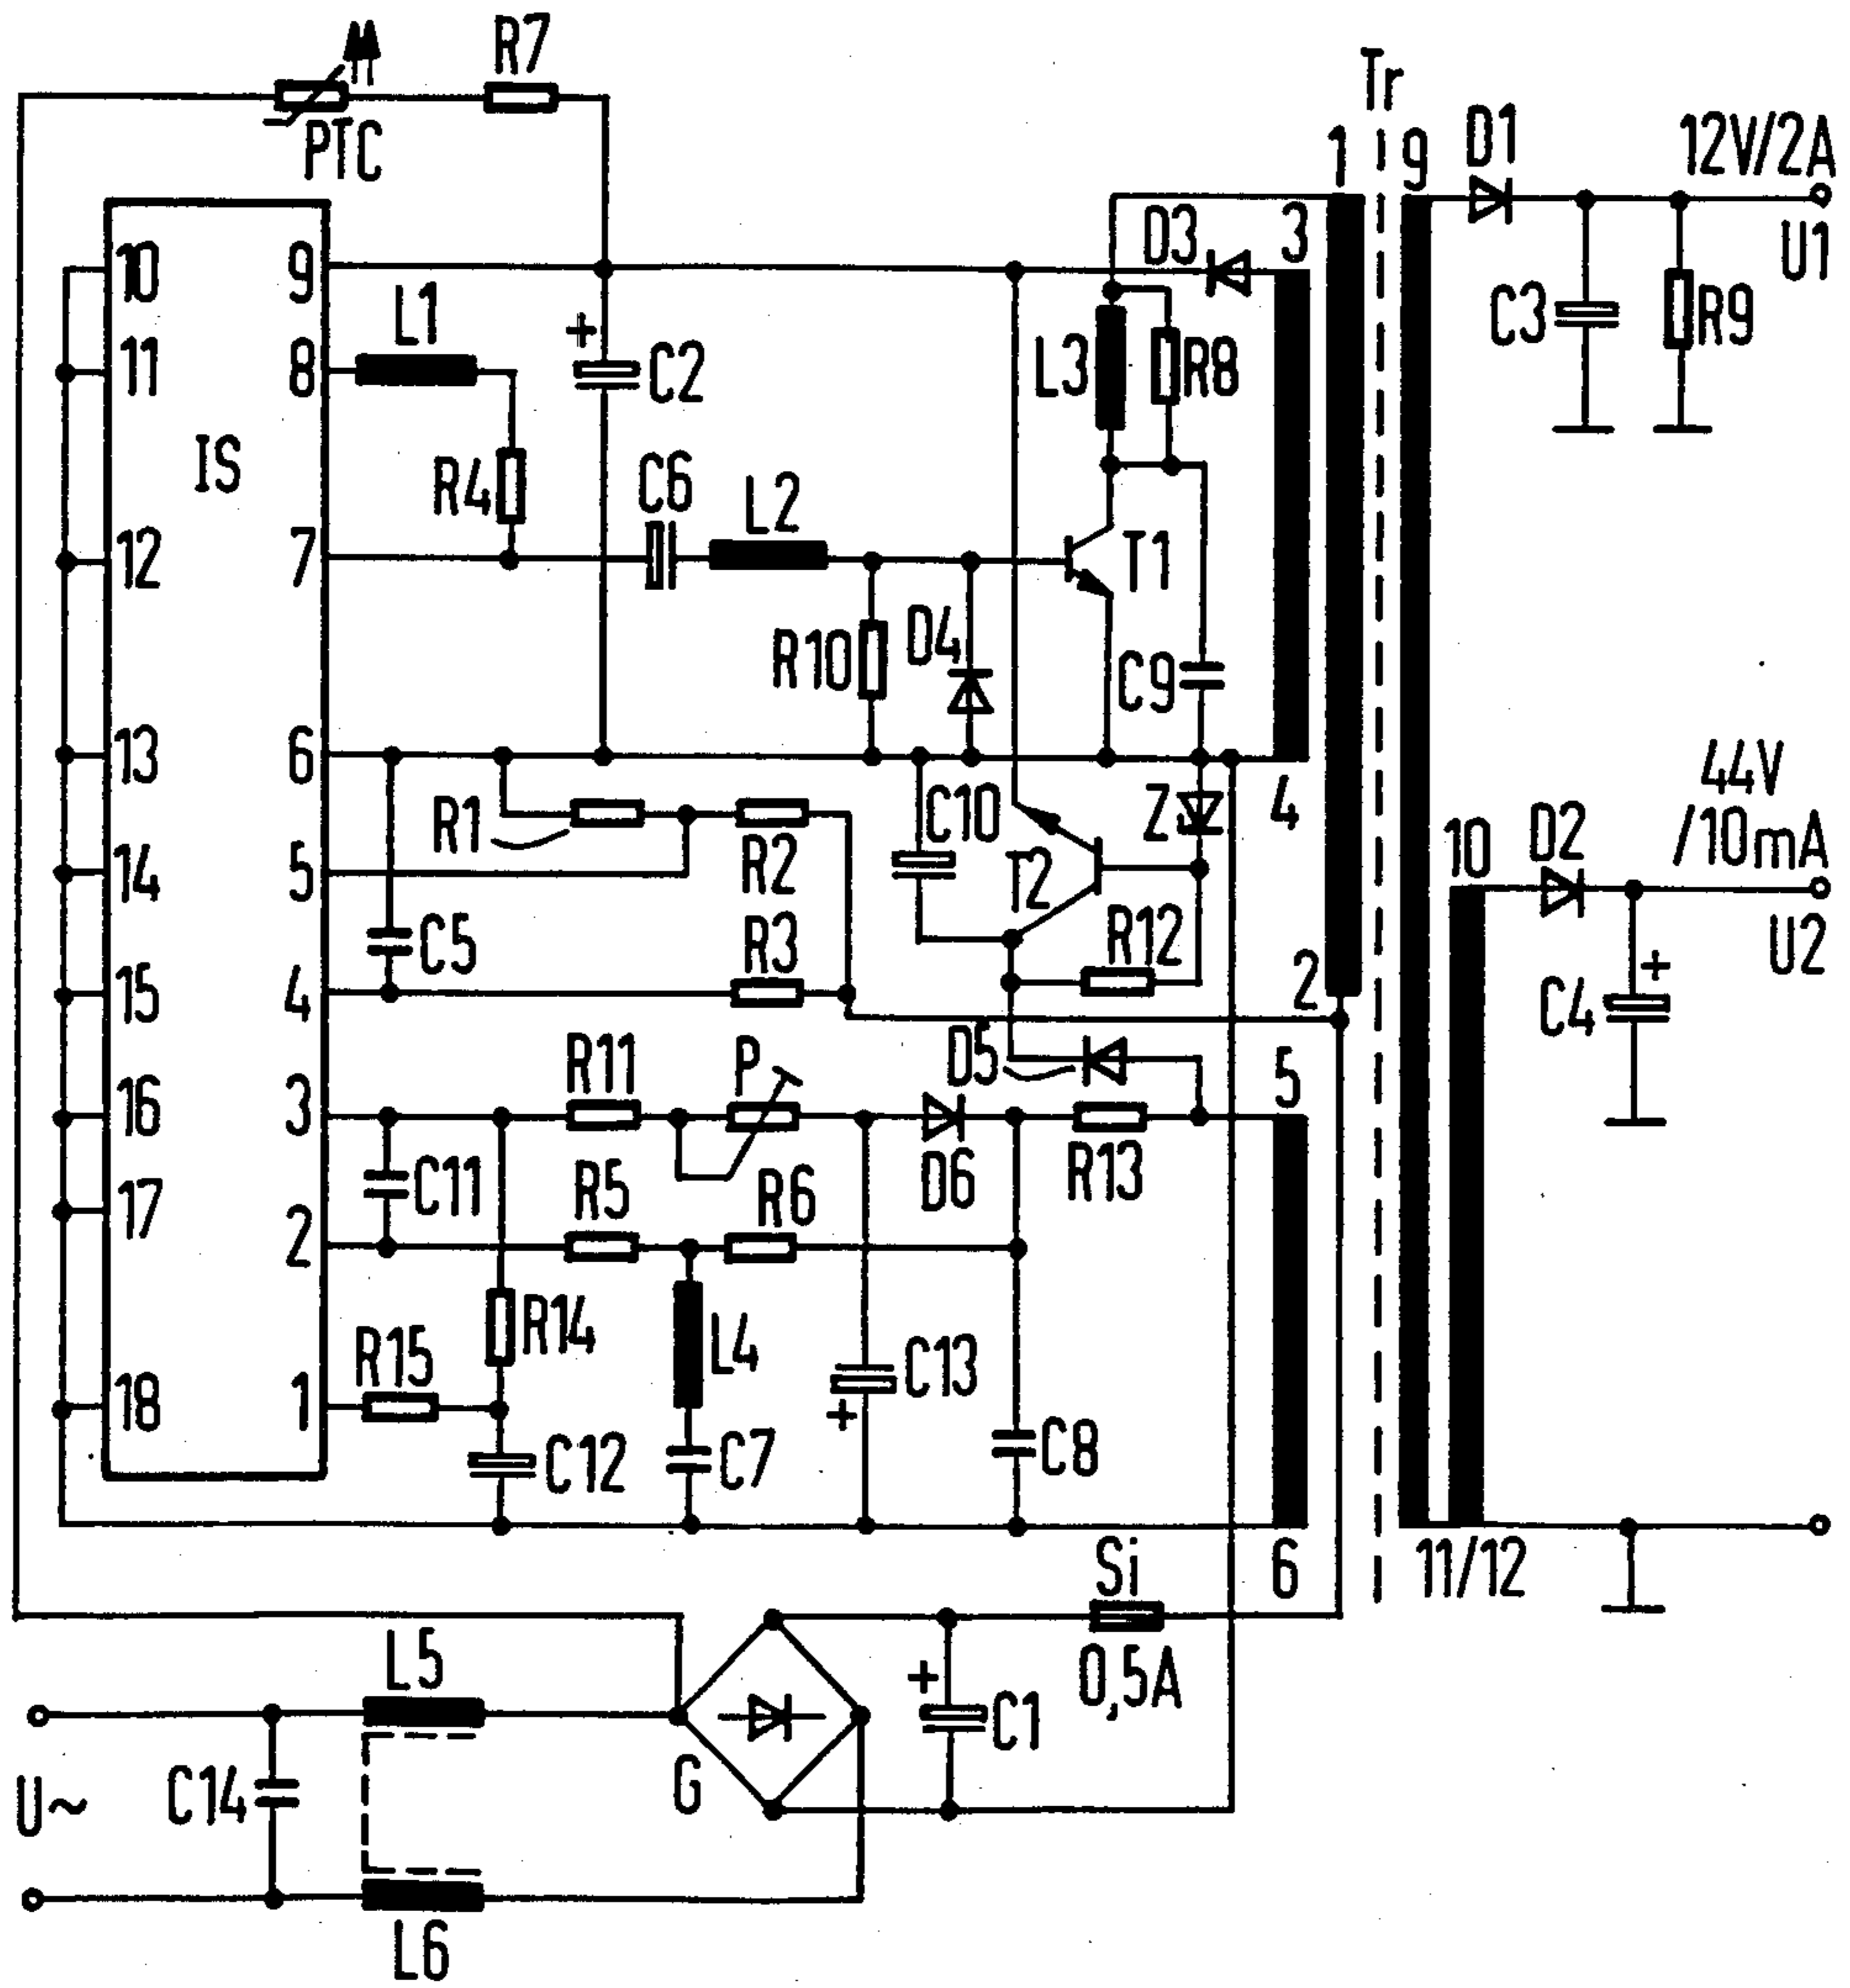 R7
PTC
Tr
1
9
D1
12V/2A
U1
D3
3
10
9
L1
11
8
C2
L3
R8
C3
R9
IS
R4
C6
L2
12
7
T1
R10
D4
C9
13
6
44V
/10mA
R1
R2
C10
Z
4
10
D2
14
5
T2
U2
C5
R3
R12
15
4
2
C4
R11
P
D5
5
16
3
C11
R5
R6
D6
R13
17
2
R14
L4
C13
R15
18
1
C12
C7
C8
Si
6
11/12
0,5A
L5
C1
U~
C14
G
L6